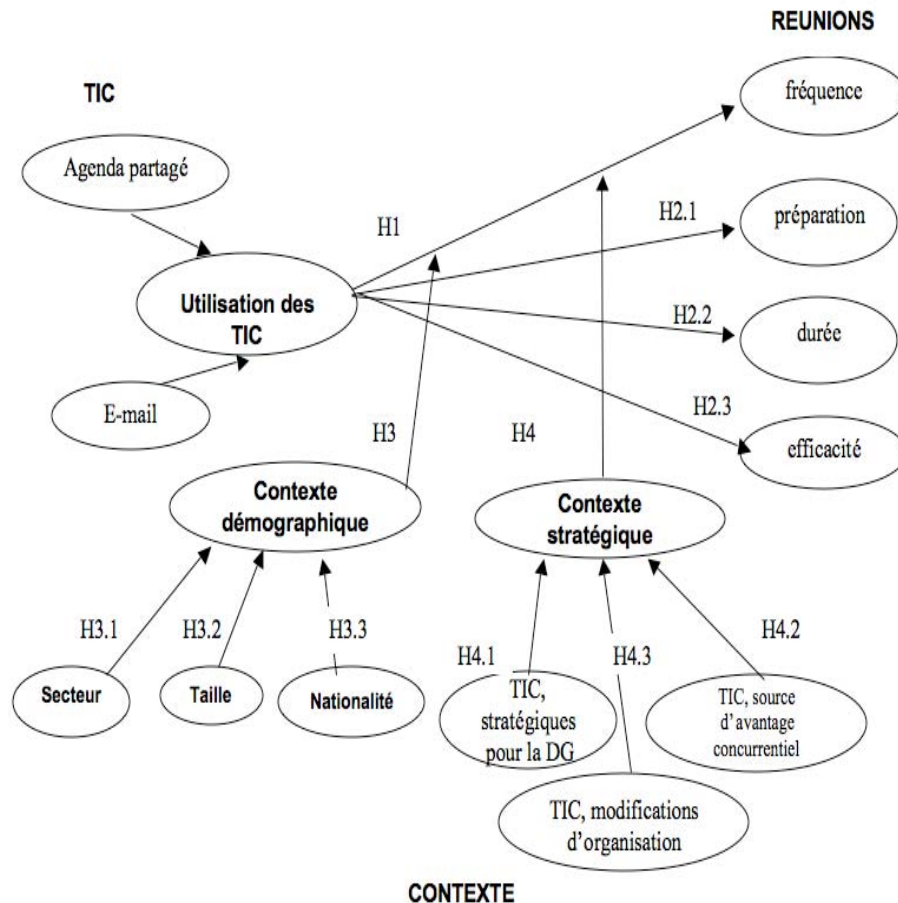 REUNIONS
fréquence
TIC
Agenda partagé
H1
H2.1
préparation
Utilisation des
TIC
H2.2
durée
E-mail
H3
H4
H2.3
efficacité
Contexte
démographique
Contexte
stratégique
H3.1
H3.2
H3.3
H4.1
H4.3
H4.2
Secteur
Taille
Nationalité
TIC,
stratégiques
pour la DG
TIC, source
d'avantage
concurrentiel
TIC, modifications
d'organisation
CONTEXTE